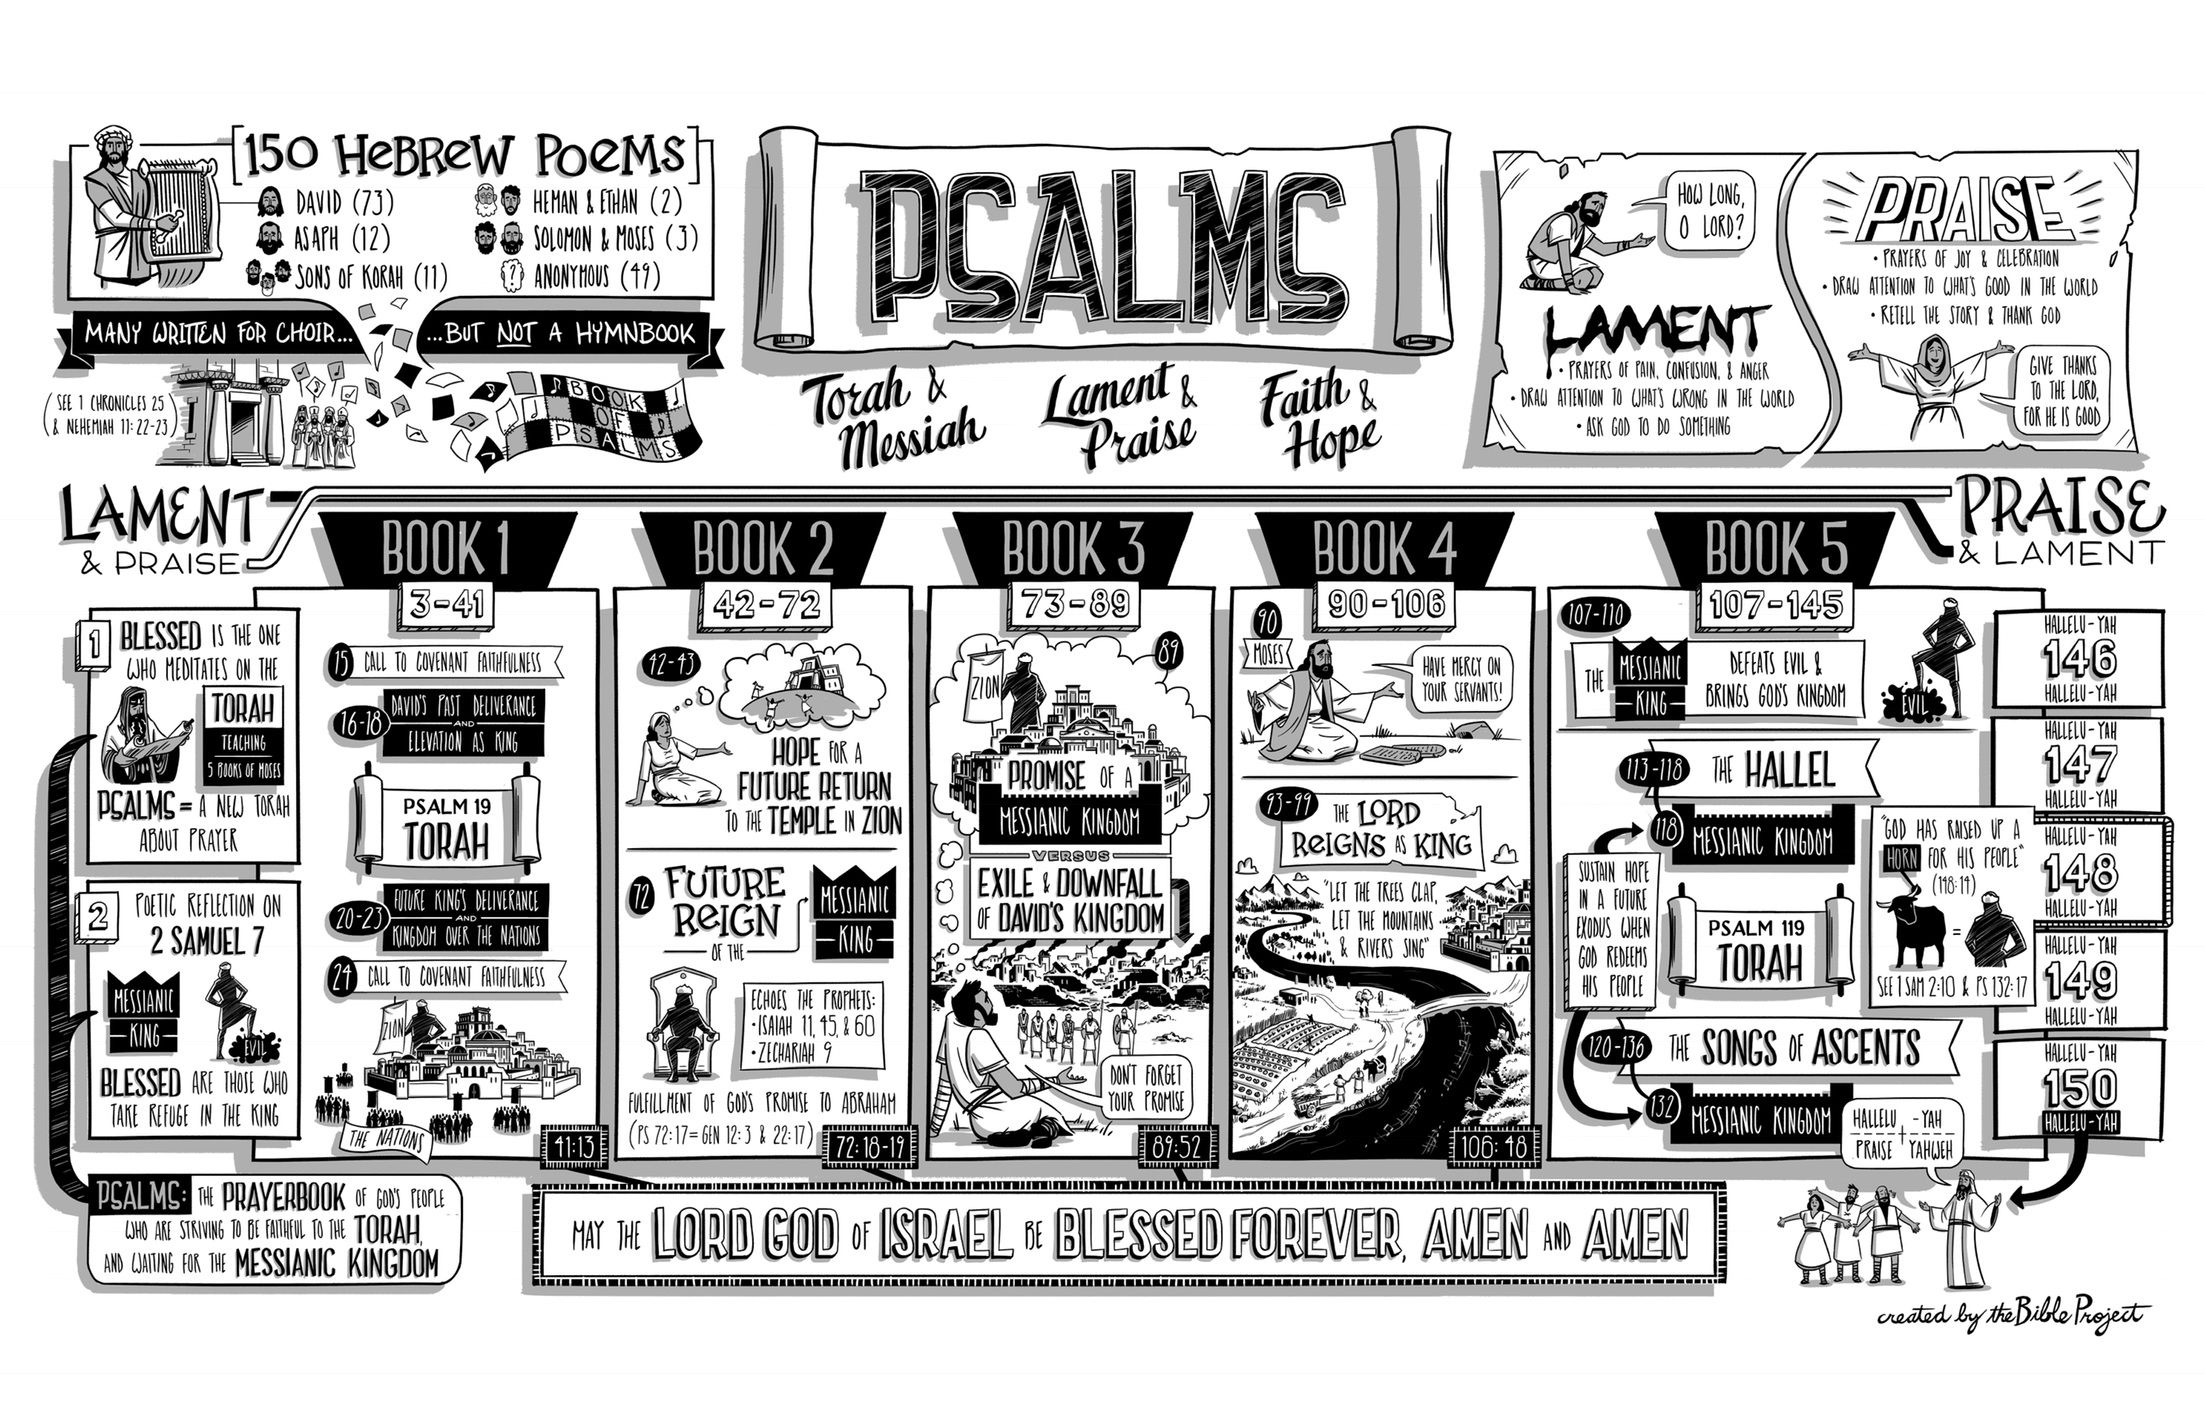 150 HEBREW POEMS
DAVID (73)
ASAPH (12)
SONS OF KORAH (11)
HEMAN & ETHAN (2)
SOLOMON & MOSES (3)
?
ANONYMOUS (49)
MANY WRITTEN FOR CHOIR...
...BUT NOT A HYMNBOOK
(SEE 1 CHRONICLES 25
& NEHEMIAH 11:22-23)
BOOK
OF
PSALMS
PSALMS
Torah &
Messiah
Lament &
Praise
Faith &
Hope
HOW LONG,
O LORD?
LAMENT
• PRAYERS OF PAIN, CONFUSION, & ANGER
• DRAW ATTENTION TO WHAT'S WRONG IN THE WORLD
• ASK GOD TO DO SOMETHING
PRAISE
• PRAYERS OF JOY & CELEBRATION
• DRAW ATTENTION TO WHAT'S GOOD IN THE WORLD
• RETELL THE STORY & THANK GOD
GIVE THANKS
TO THE LORD,
FOR HE IS GOOD
LAMENT
& PRAISE
PRAISE
& LAMENT
1
BLESSED IS THE ONE
WHO MEDITATES ON THE
TORAH
TEACHING
5 BOOKS OF MOSES
PSALMS = A NEW TORAH
ABOUT PRAYER
2
POETIC REFLECTION ON
2 SAMUEL 7
MESSIANIC
KING
EVIL
BLESSED ARE THOSE WHO
TAKE REFUGE IN THE KING
PSALMS: THE PRAYERBOOK OF GOD'S PEOPLE
WHO ARE STRIVING TO BE FAITHFUL TO THE TORAH,
AND WAITING FOR THE MESSIANIC KINGDOM
BOOK 1
3-41
15 CALL TO COVENANT FAITHFULNESS
16-18
DAVID'S PAST DELIVERANCE
AND
ELEVATION AS KING
PSALM 19
TORAH
20-23
FUTURE KING'S DELIVERANCE
AND
KINGDOM OVER THE NATIONS
24 CALL TO COVENANT FAITHFULNESS
ZION
THE NATIONS
41:13
BOOK 2
42-72
42-43
HOPE FOR A
FUTURE RETURN
TO THE TEMPLE IN ZION
72
FUTURE
REIGN
OF THE
MESSIANIC
KING
ECHOES THE PROPHETS:
• ISAIAH 11, 45, & 60
• ZECHARIAH 9
FULFILLMENT OF GOD'S PROMISE TO ABRAHAM
(PS 72:17 = GEN 12:3 & 22:17)
72:18-19
BOOK 3
73-89
89
ZION
PROMISE OF A
MESSIANIC KINGDOM
VERSUS
EXILE & DOWNFALL
OF DAVID'S KINGDOM
DON'T FORGET
YOUR PROMISE
89:52
BOOK 4
90-106
90
MOSES
HAVE MERCY ON
YOUR SERVANTS!
93-99
THE LORD
REIGNS AS KING
"LET THE TREES CLAP,
LET THE MOUNTAINS
& RIVERS SING"
106:48
BOOK 5
107-145
107-110
THE
MESSIANIC
KING
DEFEATS EVIL &
BRINGS GOD'S KINGDOM
EVIL
113-118 THE HALLEL
118 MESSIANIC KINGDOM
SUSTAIN HOPE
IN A FUTURE
EXODUS WHEN
GOD REDEEMS
HIS PEOPLE
PSALM 119
TORAH
120-136 THE SONGS OF ASCENTS
132 MESSIANIC KINGDOM
"GOD HAS RAISED UP A
HORN FOR HIS PEOPLE"
(148:14)
=
SEE 1 SAM 2:10 & PS 132:17
HALLELU-YAH
146
HALLELU-YAH
HALLELU-YAH
147
HALLELU-YAH
HALLELU-YAH
148
HALLELU-YAH
HALLELU-YAH
149
HALLELU-YAH
HALLELU-YAH
150
HALLELU-YAH
HALLELU + -YAH
PRAISE YAHWEH
MAY THE LORD GOD OF ISRAEL BE BLESSED FOREVER, AMEN AND AMEN
created by the Bible Project